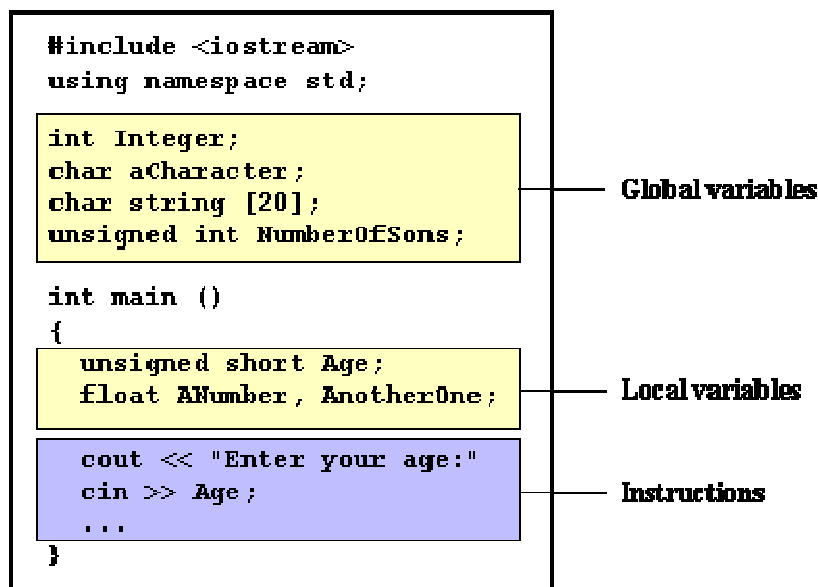 #include <iostream>
using namespace std;
int Integer;
char aCharacter;
char string [20];
unsigned int NumberOfSons;
Global variables
int main ()
{
unsigned short Age;
float ANumber, AnotherOne;
Local variables
cout << "Enter your age:"
cin >> Age;
...
Instructions
}